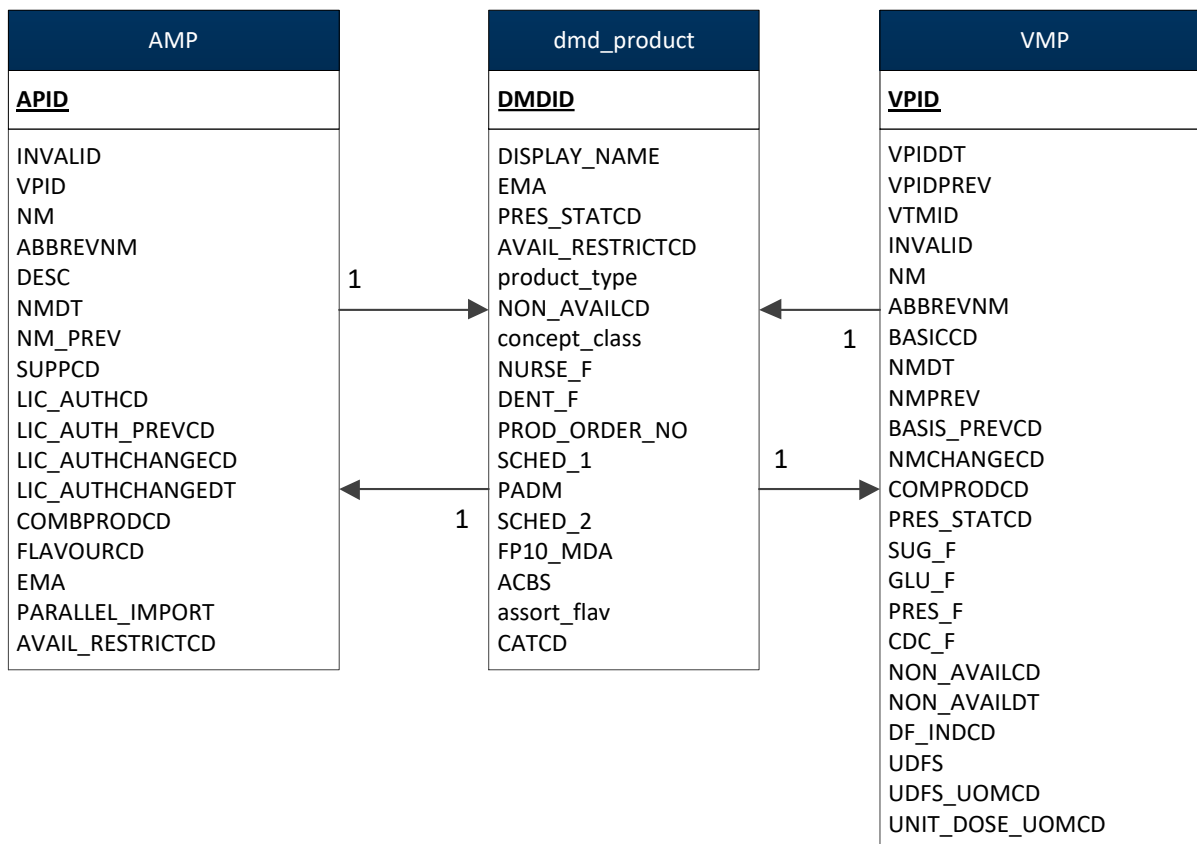 AMP
APID
INVALID
VPID
NM
ABBREVNM
DESC
NMDT
NM_PREV
SUPPCD
LIC_AUTHCD
LIC_AUTH_PREVCD
LIC_AUTHCHANGECD
LIC_AUTHCHANGEDT
COMBPRODCD
FLAVOURCD
EMA
PARALLEL_IMPORT
AVAIL_RESTRICTCD
1
1
dmd_product
DMDID
DISPLAY_NAME
EMA
PRES_STATCD
AVAIL_RESTRICTCD
product_type
NON_AVAILCD
concept_class
NURSE_F
DENT_F
PROD_ORDER_NO
SCHED_1
PADM
SCHED_2
FP10_MDA
ACBS
assort_flav
CATCD
1
1
VMP
VPID
VPIDDT
VPIDPREV
VTMID
INVALID
NM
ABBREVNM
BASICCD
NMDT
NMPREV
BASIS_PREVCD
NMCHANGECD
COMPRODCD
PRES_STATCD
SUG_F
GLU_F
PRES_F
CDC_F
NON_AVAILCD
NON_AVAILDT
DF_INDCD
UDFS
UDFS_UOMCD
UNIT_DOSE_UOMCD